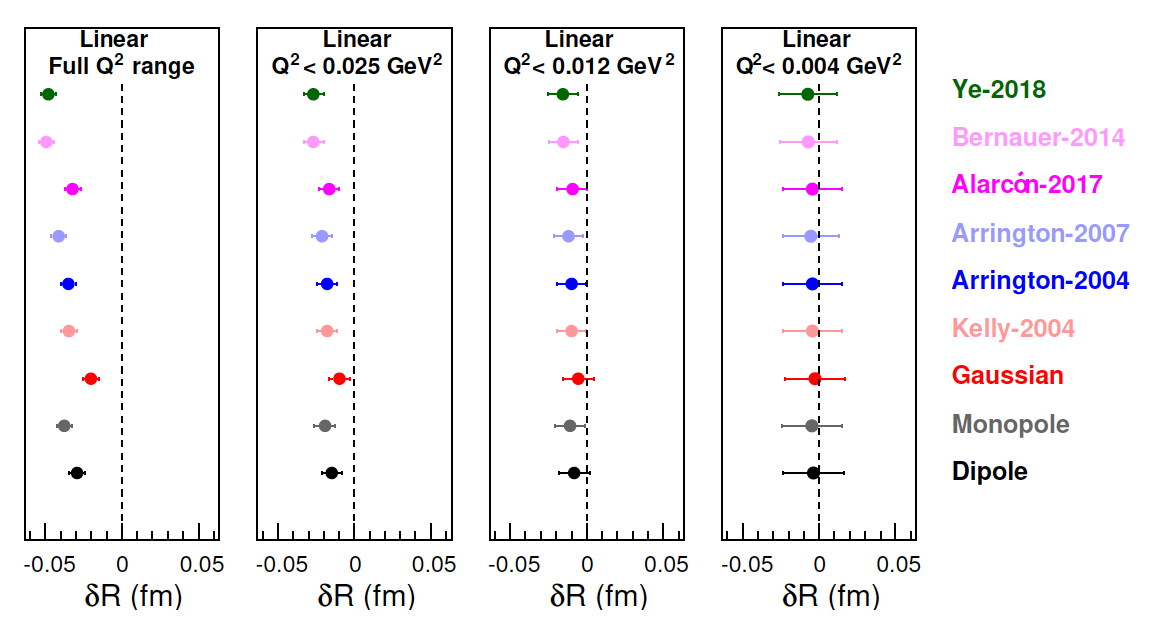 Linear
Full Q² range
Linear
Q² < 0.025 GeV²
Linear
Q² < 0.012 GeV²
Linear
Q² < 0.004 GeV²
Ye-2018
Bernauer-2014
Alarcón-2017
Arrington-2007
Arrington-2004
Kelly-2004
Gaussian
Monopole
Dipole
-0.05 0 0.05
-0.05 0 0.05
-0.05 0 0.05
-0.05 0 0.05
δR (fm)
δR (fm)
δR (fm)
δR (fm)